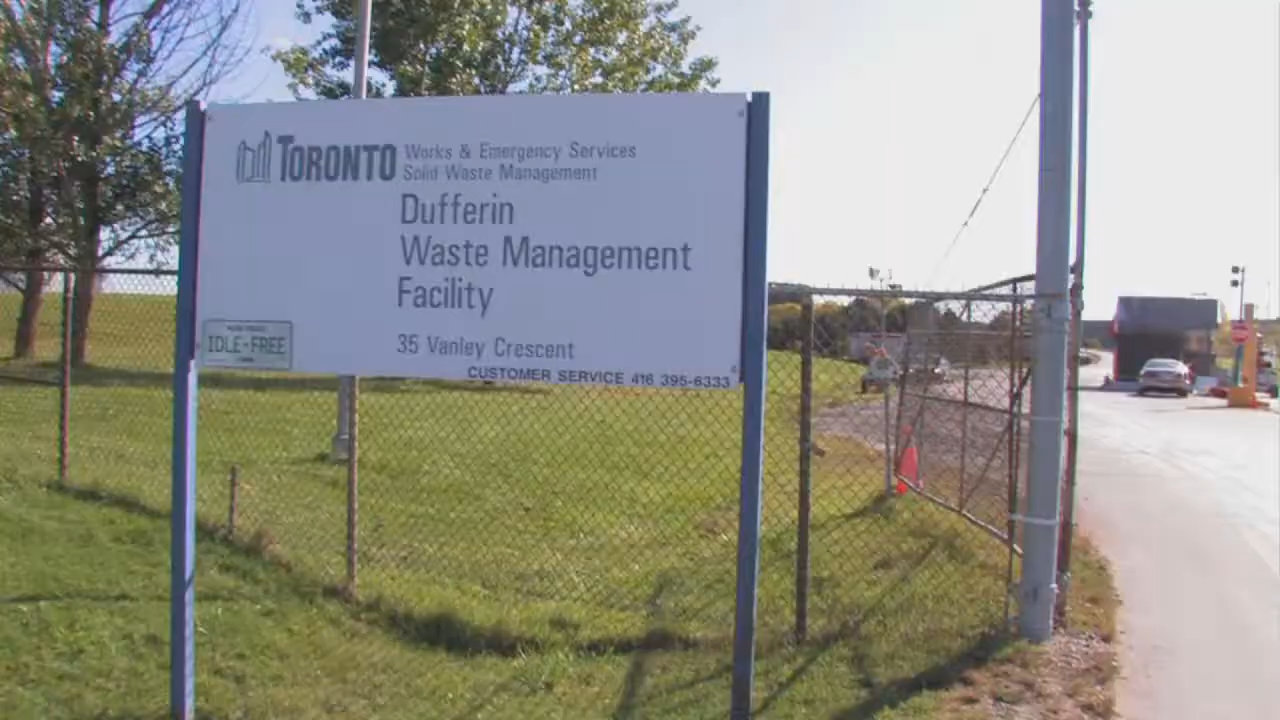 TORONTO Works & Emergency Services
Solid Waste Management
Dufferin
Waste Management
Facility
IDLE-FREE
35 Vanley Crescent
CUSTOMER SERVICE 416 395-6333